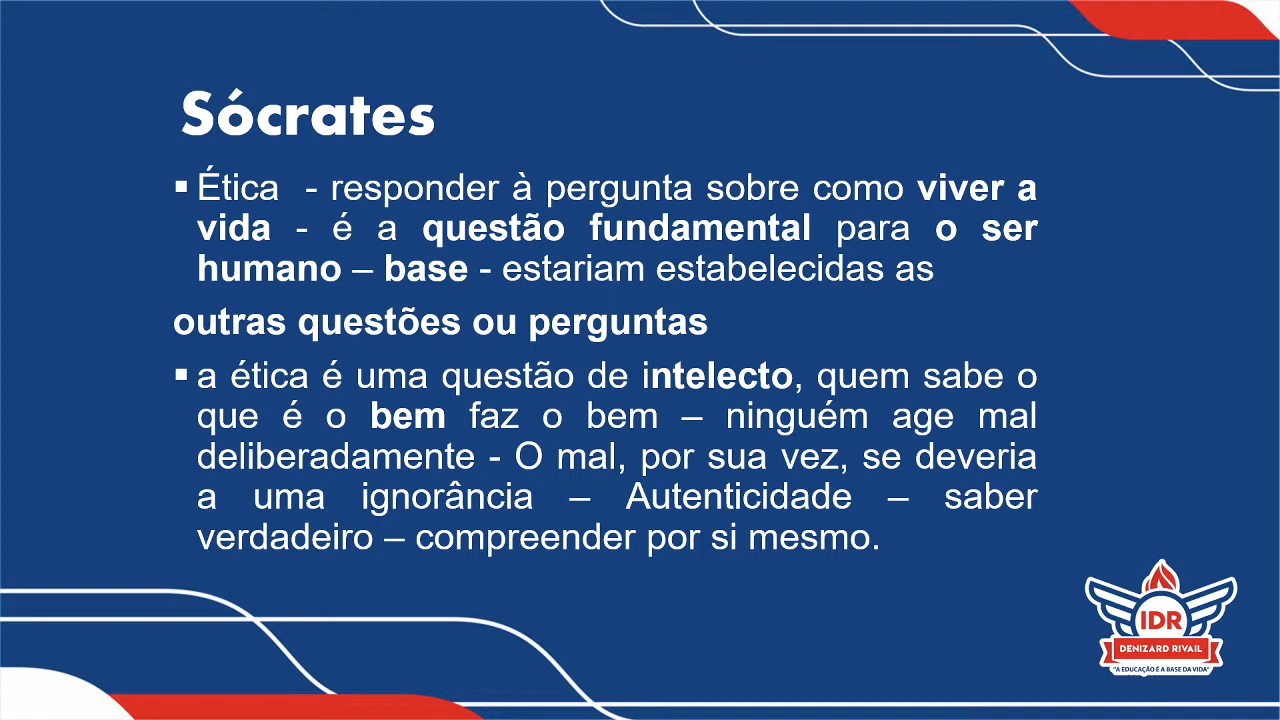 Sócrates
Ética - responder à pergunta sobre como viver a
vida - é a questão fundamental para o ser
humano – base - estariam estabelecidas as
outras questões ou perguntas
a ética é uma questão de intelecto, quem sabe o
que é o bem faz o bem – ninguém age mal
deliberadamente - O mal, por sua vez, se deveria
a uma ignorância – Autenticidade – saber
verdadeiro – compreender por si mesmo.
IDR
DENIZARD RIVAIL
"A EDUCAÇÃO É A BASE DA VIDA"